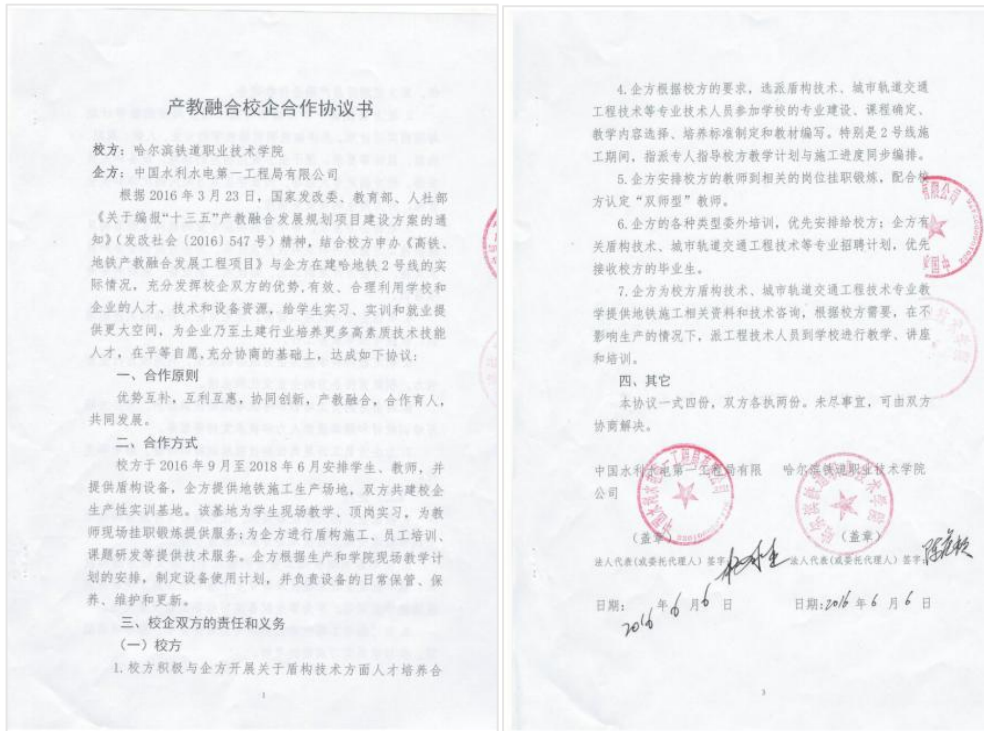 产教融合校企合作协议书
校方：哈尔滨铁道职业技术学院
企方：中国水利水电第一工程局有限公司
根据2016年3月23日，国家发改委、教育部、人社部
《关于编报“十三五”产教融合发展规划项目建设方案的通
知》（发改社会〔2016〕547号）精神，结合校方申办《高铁、
地铁产教融合发展工程项目》与企方在建哈地铁2号线的实
际情况，充分发挥校企双方的优势,有效、合理利用学校和
企业的人才、技术和设备资源，给学生实习、实训和就业提
供更大空间，为企业乃至土建行业培养更多高素质技术技能
人才，在平等自愿、充分协商的基础上，达成如下协议：
一、合作原则
优势互补，互利互惠，协同创新，产教融合，合作育人，
共同发展。
二、合作方式
校方于2016年9月至2018年6月安排学生、教师，并
提供盾构设备，企方提供地铁施工生产场地，双方共建校企
生产性实训基地。该基地为学生现场教学、顶岗实习，为教
师现场挂职锻炼提供服务;为企方进行盾构施工、员工培训、
课题研发等提供技术服务。企方根据生产和学院现场教学计
划的安排，制定设备使用计划，并负责设备的日常保管、保
养、维护和更新。
三、校企双方的责任和义务
（一）校方
1.校方积极与企方开展关于盾构技术方面人才培养合
1
4.企方根据校方的要求，选派盾构技术、城市轨道交通
工程技术等专业技术人员参加学校的专业建设、课程确定、
教学内容选择、培养标准制定和教材编写。特别是2号线施
工期间，指派专人指导校方教学计划与施工进度同步编排。
5.企方安排校方的教师到相关的岗位挂职锻炼，配合校
方认定“双师型”教师。
6.企方的各种类型委外培训，优先安排给校方；企方有
关盾构技术、城市轨道交通工程技术等专业招聘计划，优先
接收校方的毕业生。
7.企方为校方盾构技术、城市轨道交通工程技术专业教
学提供地铁施工相关资料和技术咨询，根据校方需要，在不
影响生产的情况下，派工程技术人员到学校进行教学、讲座
和培训。
四、其它
本协议一式四份，双方各执两份。未尽事宜，可由双方
协商解决。
中国水利水电第一工程局有限 哈尔滨铁道职业技术学院
公司
（盖章） （盖章）
法人代表(或委托代理人）签字： 法人代表(或委托代理人）签字：
日期：2016年6月6日 日期：2016年6月6日
3